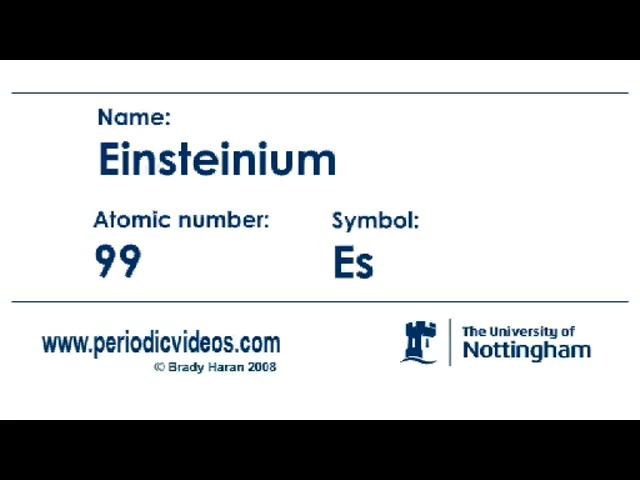 Name:
Einsteinium
Atomic number:
99
Symbol:
Es
www.periodicvideos.com
© Brady Haran 2008
The University of
Nottingham